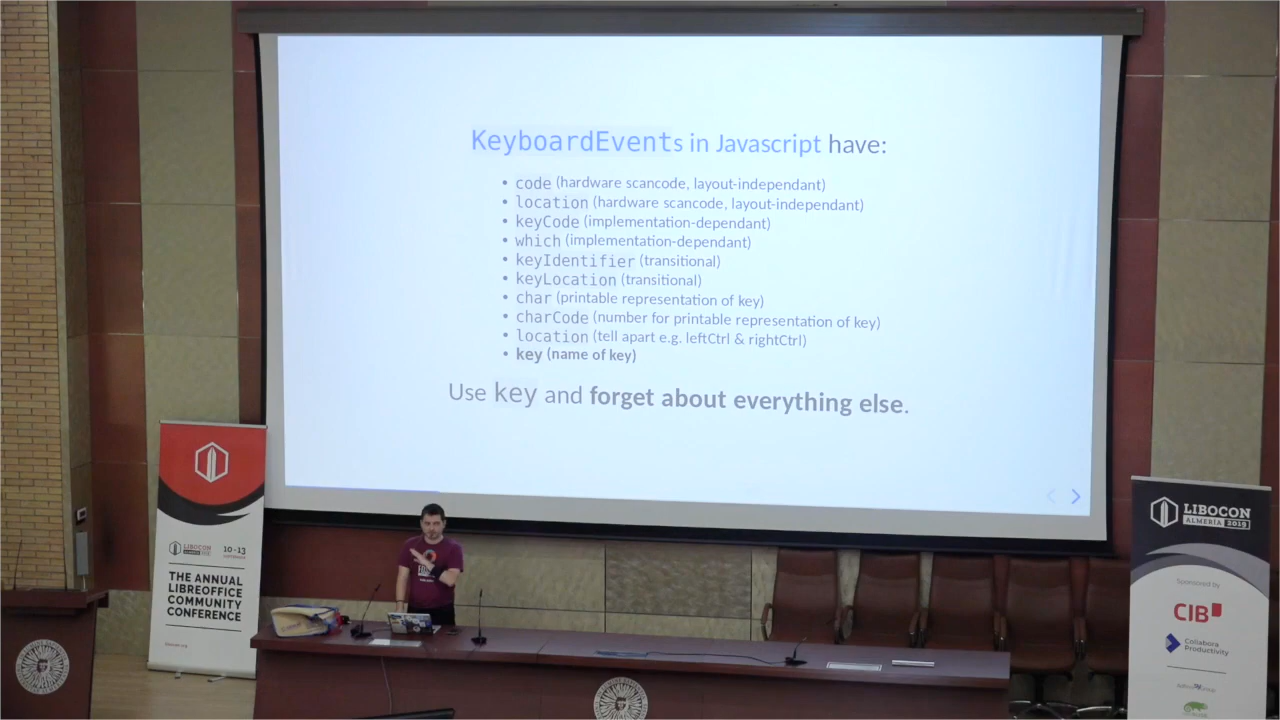 KeyboardEvents in Javascript have:
• code (hardware scancode, layout-independant)
• location (hardware scancode, layout-independant)
• keyCode (implementation-dependant)
• which (implementation-dependant)
• keyIdentifier (transitional)
• keyLocation (transitional)
• char (printable representation of key)
• charCode (number for printable representation of key)
• location (tell apart e.g. leftCtrl & rightCtrl)
• key (name of key)
Use key and forget about everything else.
LIBOCON
10-13
THE ANNUAL
LIBREOFFICE
COMMUNITY
CONFERENCE
LIBOCON
ALMERÍA 2019
Sponsored by
CIB
Collabora
Productivity